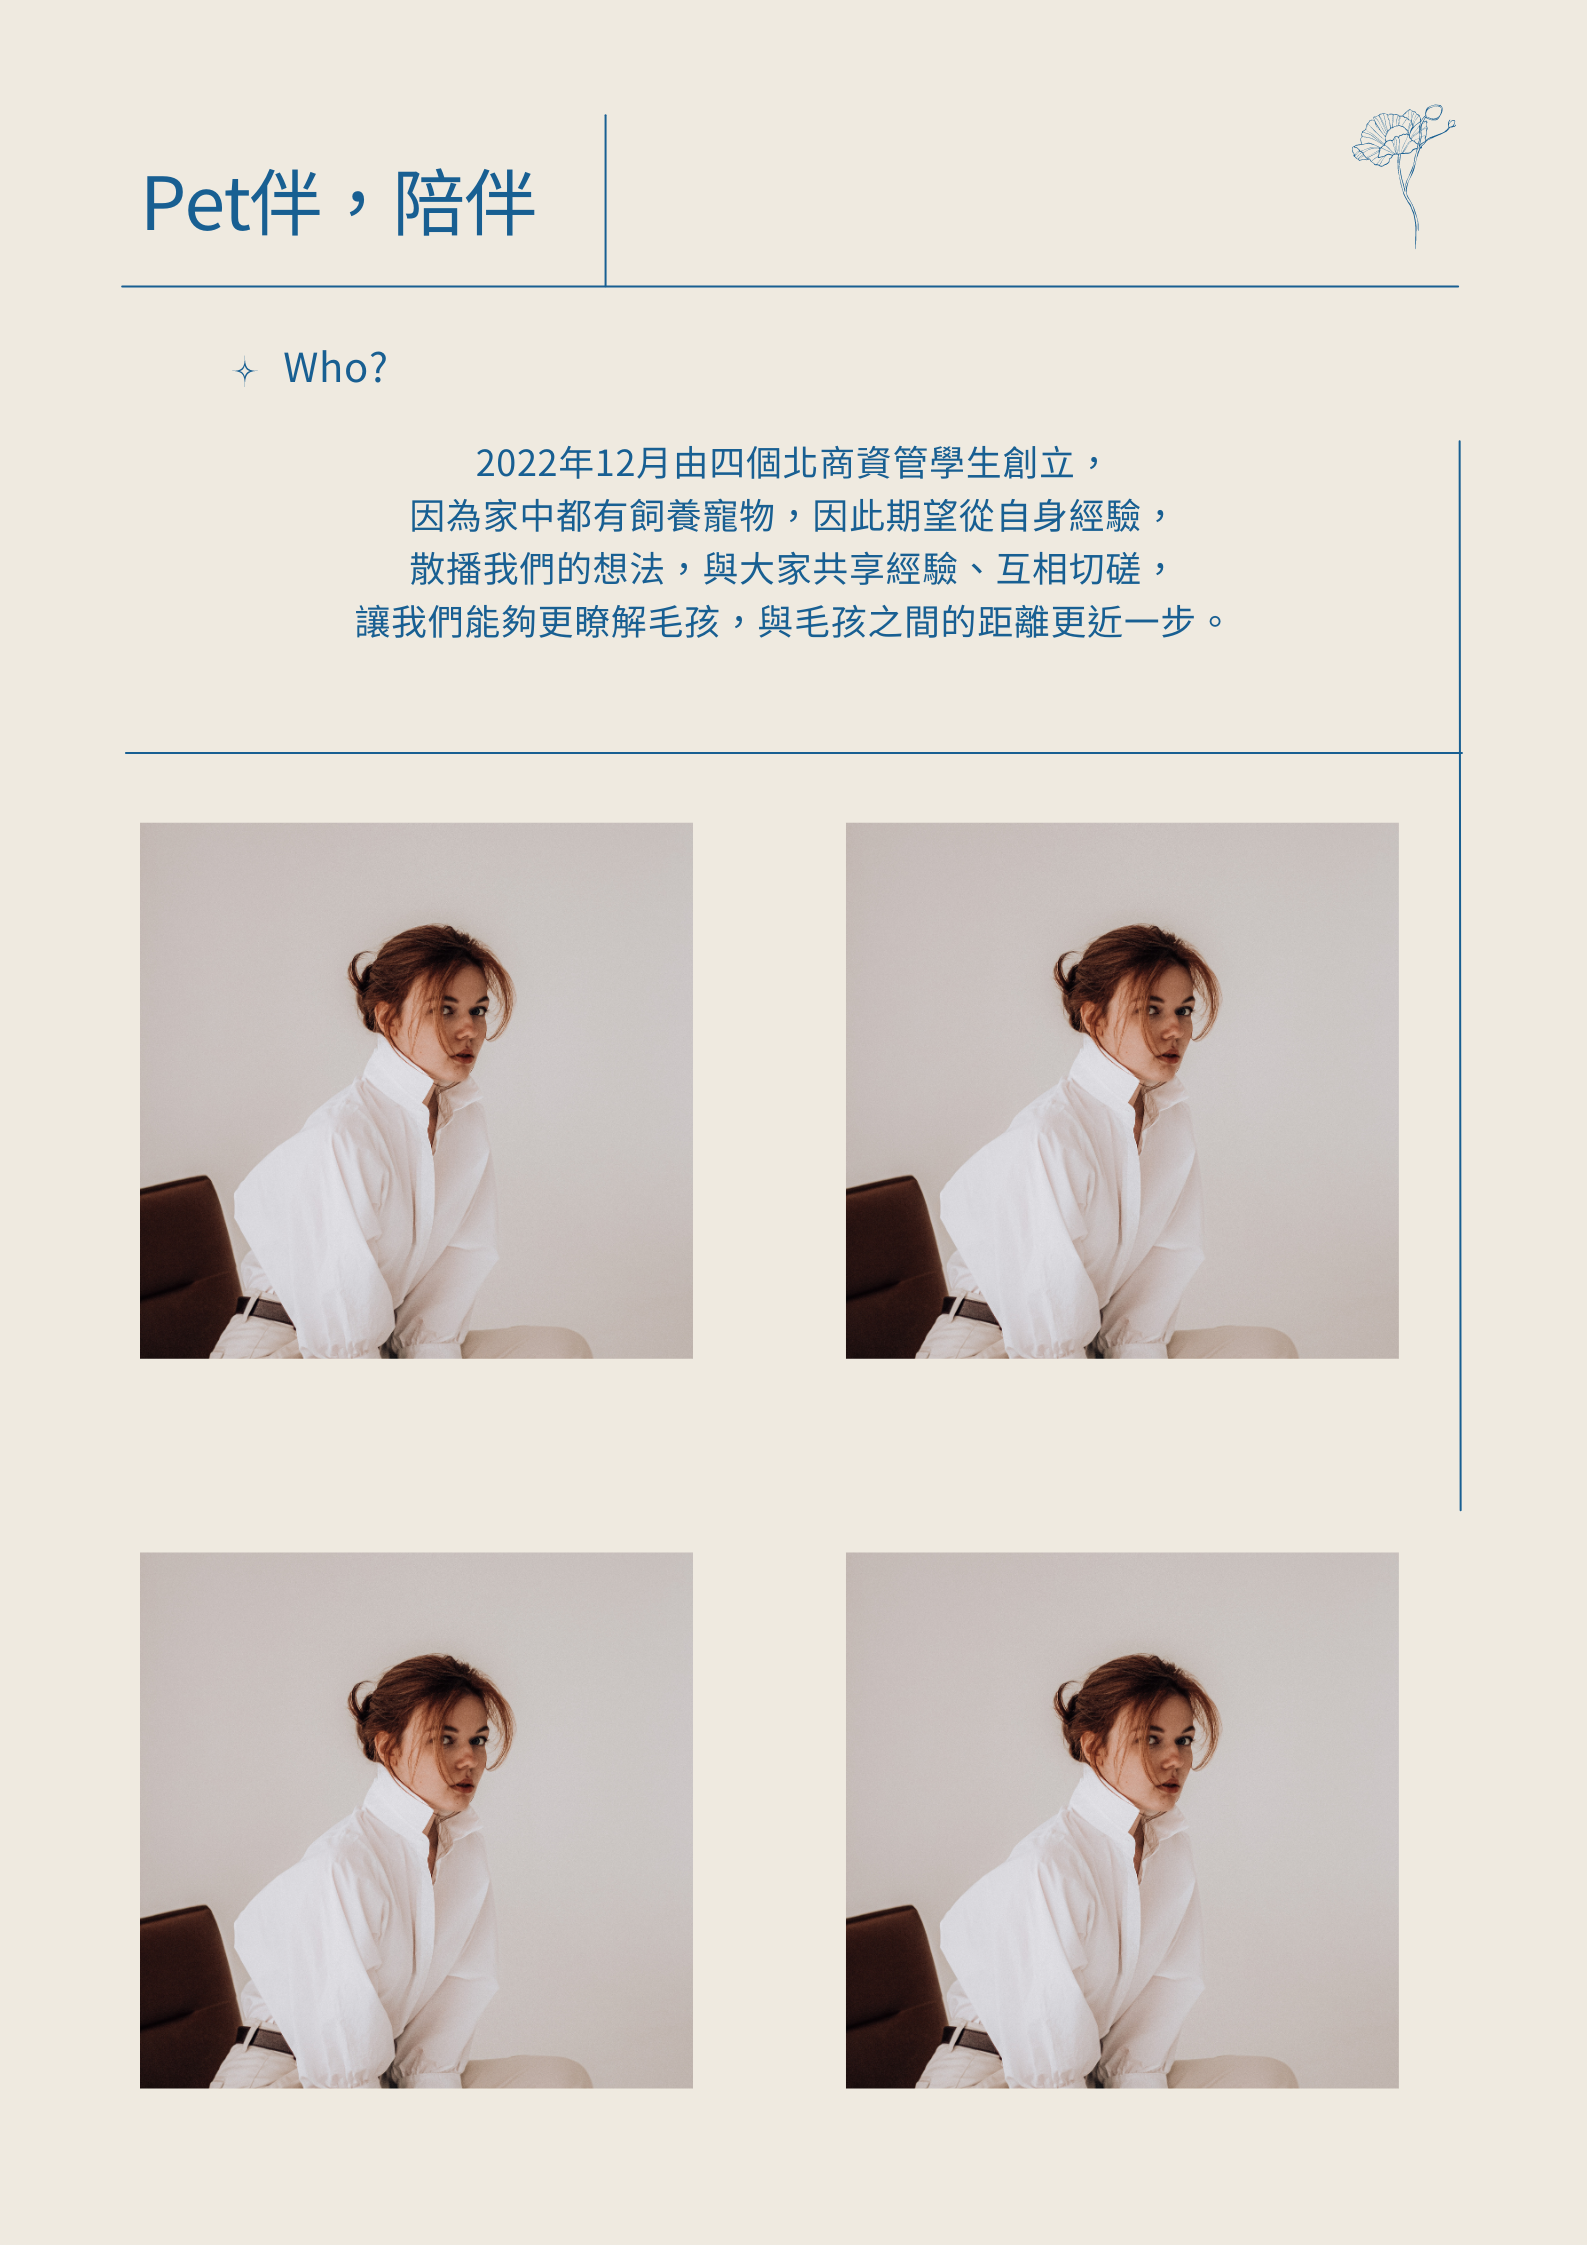 Pet伴，陪伴
Who?
2022年12月由四個北商資管學生創立，
因為家中都有飼養寵物，因此期望從自身經驗，
散播我們的想法，與大家共享經驗、互相切磋，
讓我們能夠更瞭解毛孩，與毛孩之間的距離更近一步。